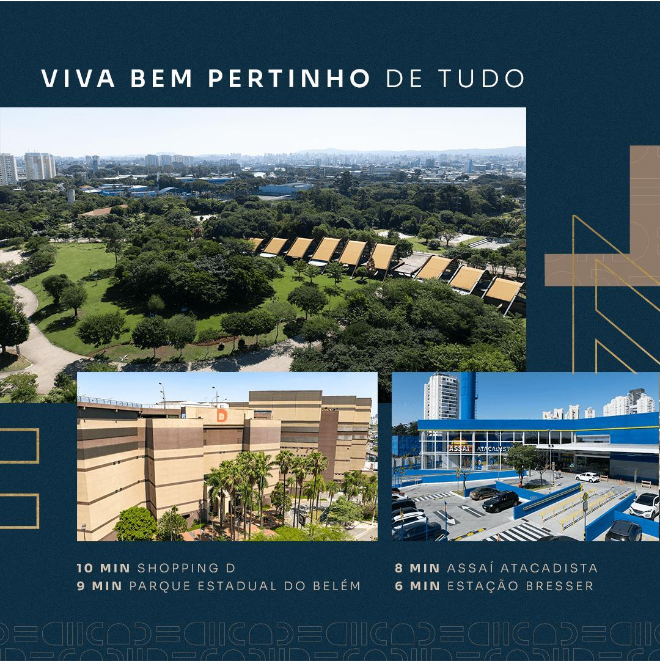 VIVA BEM PERTINHO DE TUDO
D
ASSAÍ ATACADISTA
10 MIN SHOPPING D
9 MIN PARQUE ESTADUAL DO BELÉM
8 MIN ASSAÍ ATACADISTA
6 MIN ESTAÇÃO BRESSER